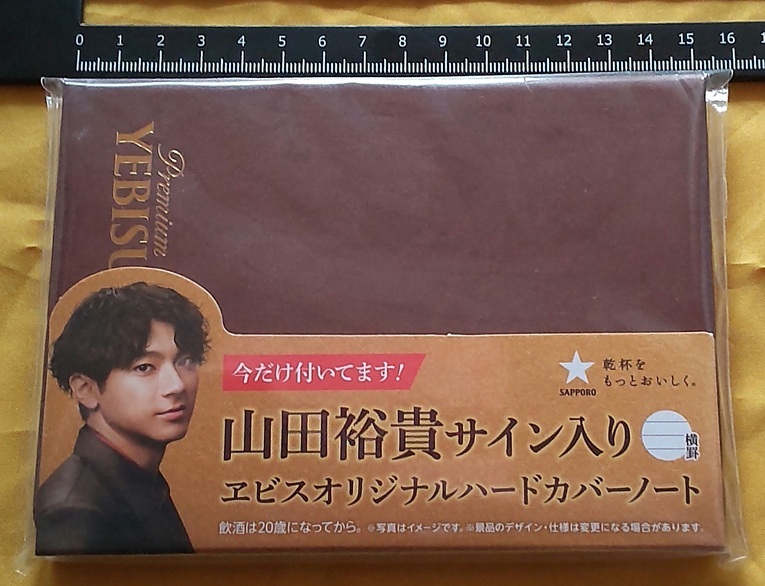 0 1 2 3 4 5 6 7 8 9 10 11 12 13 14 15 16
Premium
YEBISU
今だけ付いてます!
SAPPORO
乾杯を
もっとおいしく。
山田裕貴サイン入り
横罫
ヱビスオリジナルハードカバーノート
飲酒は20歳になってから。※写真はイメージです。※景品のデザイン・仕様は変更になる場合があります。